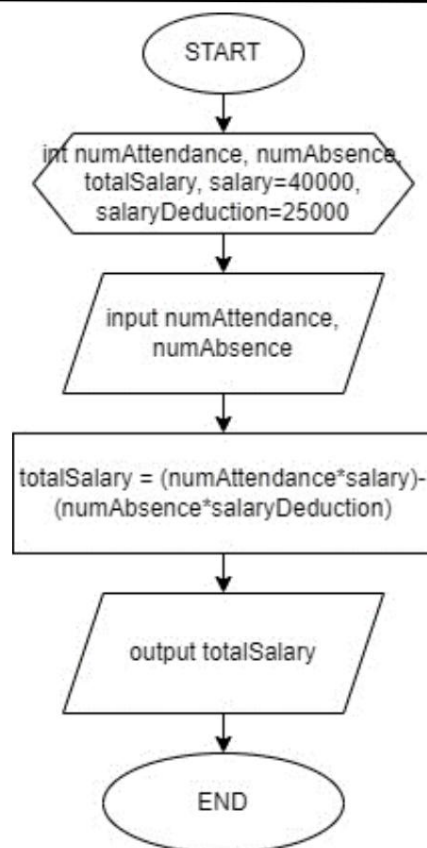 START
int numAttendance, numAbsence,
totalSalary, salary=40000,
salaryDeduction=25000
input numAttendance,
numAbsence
totalSalary = (numAttendance*salary)-
(numAbsence*salaryDeduction)
output totalSalary
END